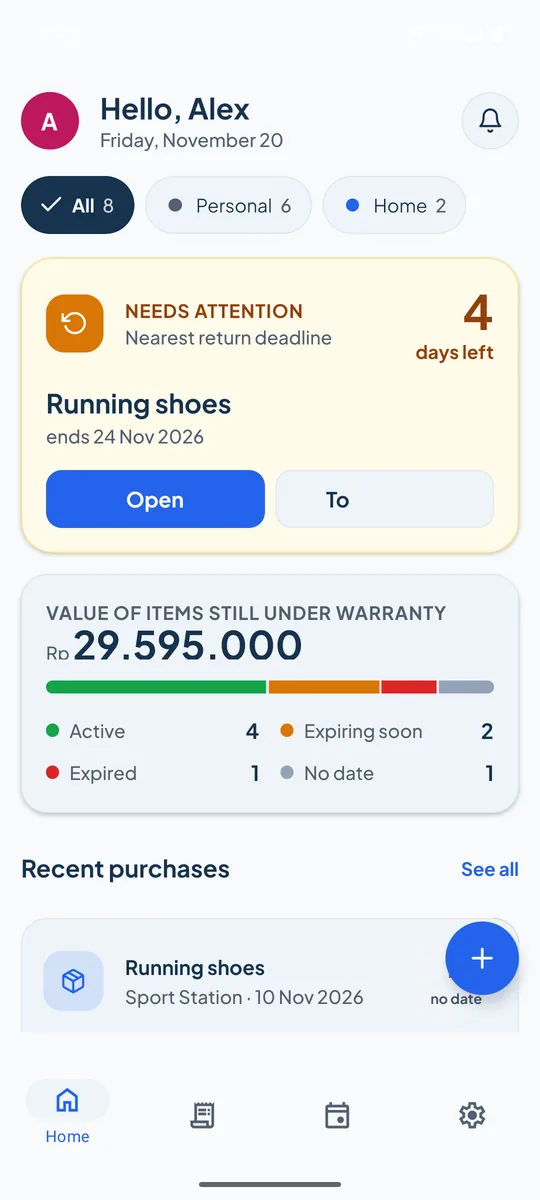 A
Hello, Alex
Friday, November 20
All 8
Personal 6
Home 2
NEEDS ATTENTION
Nearest return deadline
4
days left
Running shoes
ends 24 Nov 2026
Open
To
VALUE OF ITEMS STILL UNDER WARRANTY
Rp 29.595.000
Active 4
Expiring soon 2
Expired 1
No date 1
Recent purchases
See all
Running shoes
Sport Station · 10 Nov 2026
no date
Home